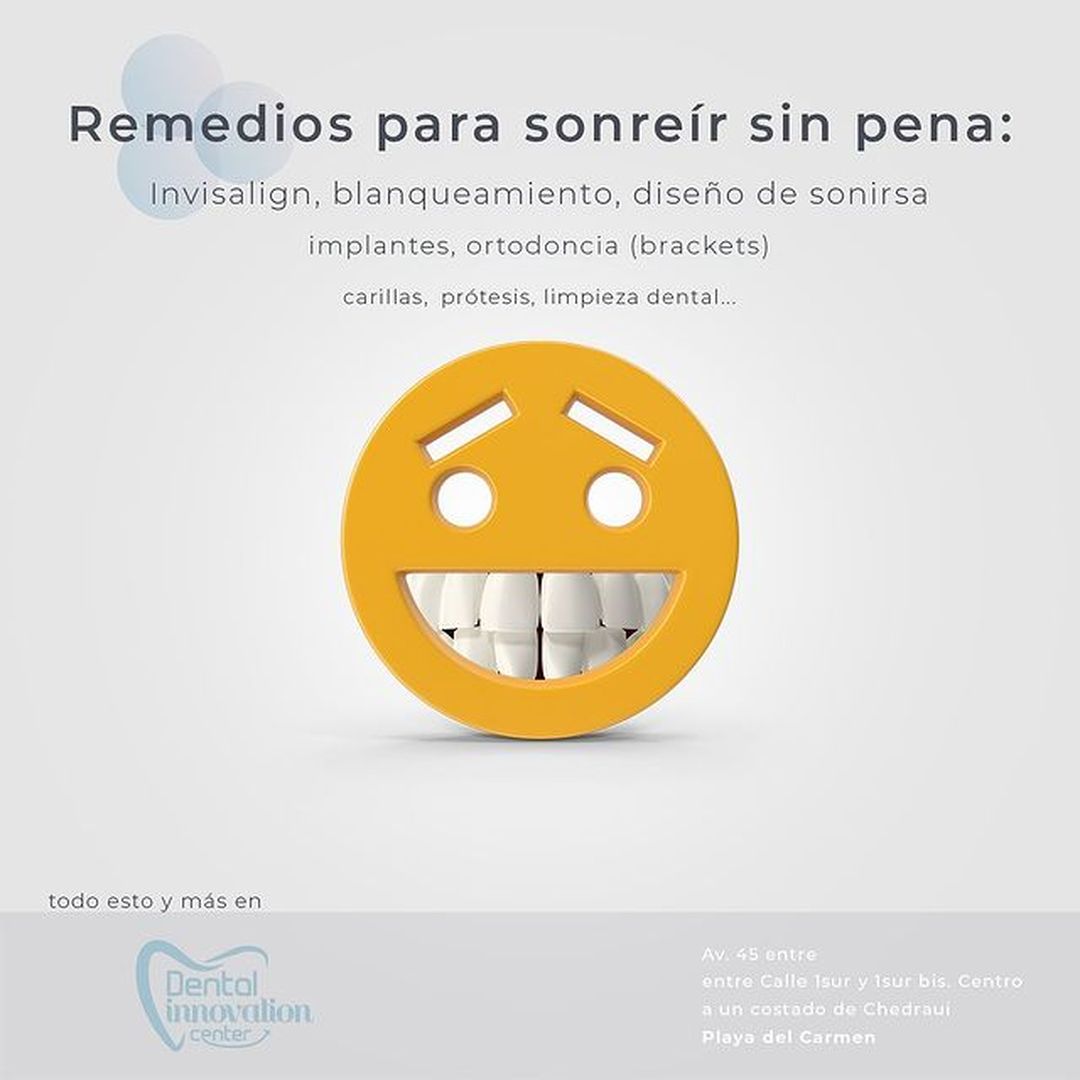 Remedios para sonreír sin pena:
Invisalign, blanqueamiento, diseño de sonirsa
implantes, ortodoncia (brackets)
carillas, prótesis, limpieza dental...
todo esto y más en
Dental
innovation
center
Av. 45 entre
entre Calle 1sur y 1sur bis. Centro
a un costado de Chedraui
Playa del Carmen